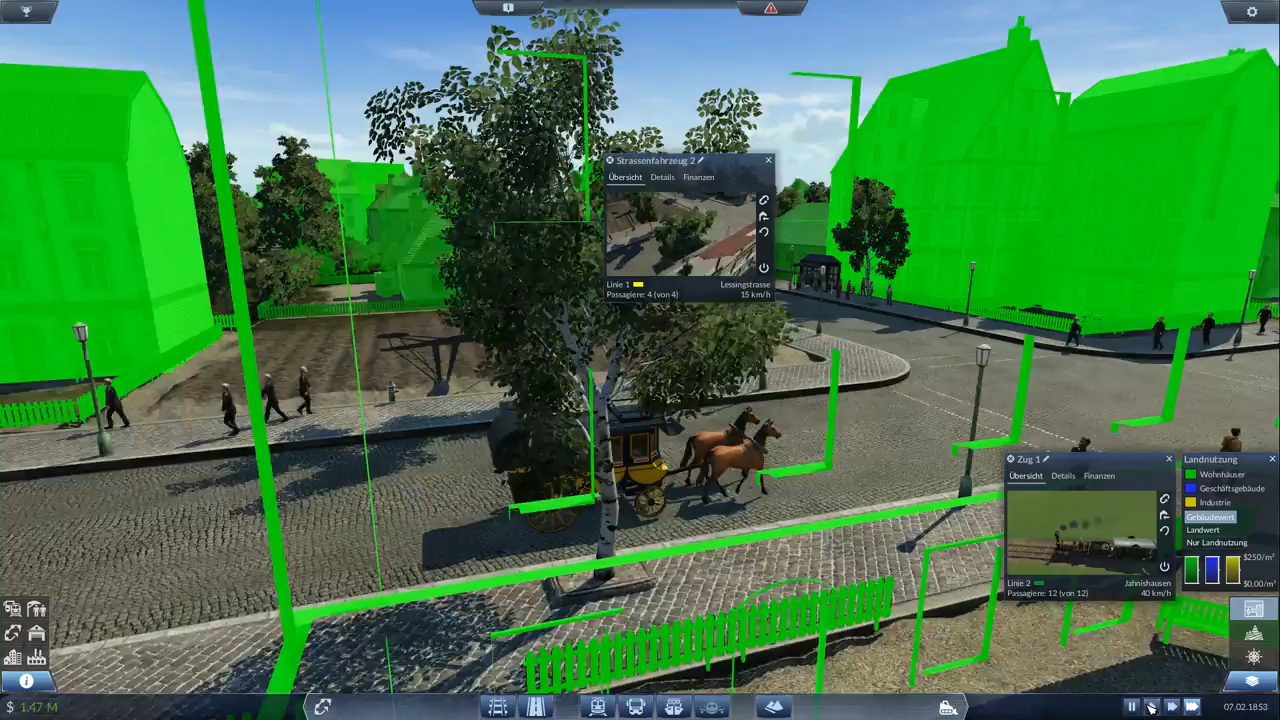 Strassenfahrzeug 2
Übersicht Details Finanzen
Linie 1 Lessingstrasse
Passagiere: 4 (von 4) 15 km/h
Zug 1
Übersicht Details Finanzen
Linie 2 Jahnishausen
Passagiere: 12 (von 12) 40 km/h
Landnutzung
Wohnhäuser
Geschäftsgebäude
Industrie
Gebäudewert
Landwert
Nur Landnutzung
$250/m²
$0,00/m²
$ 1.47 M
07.02.1853